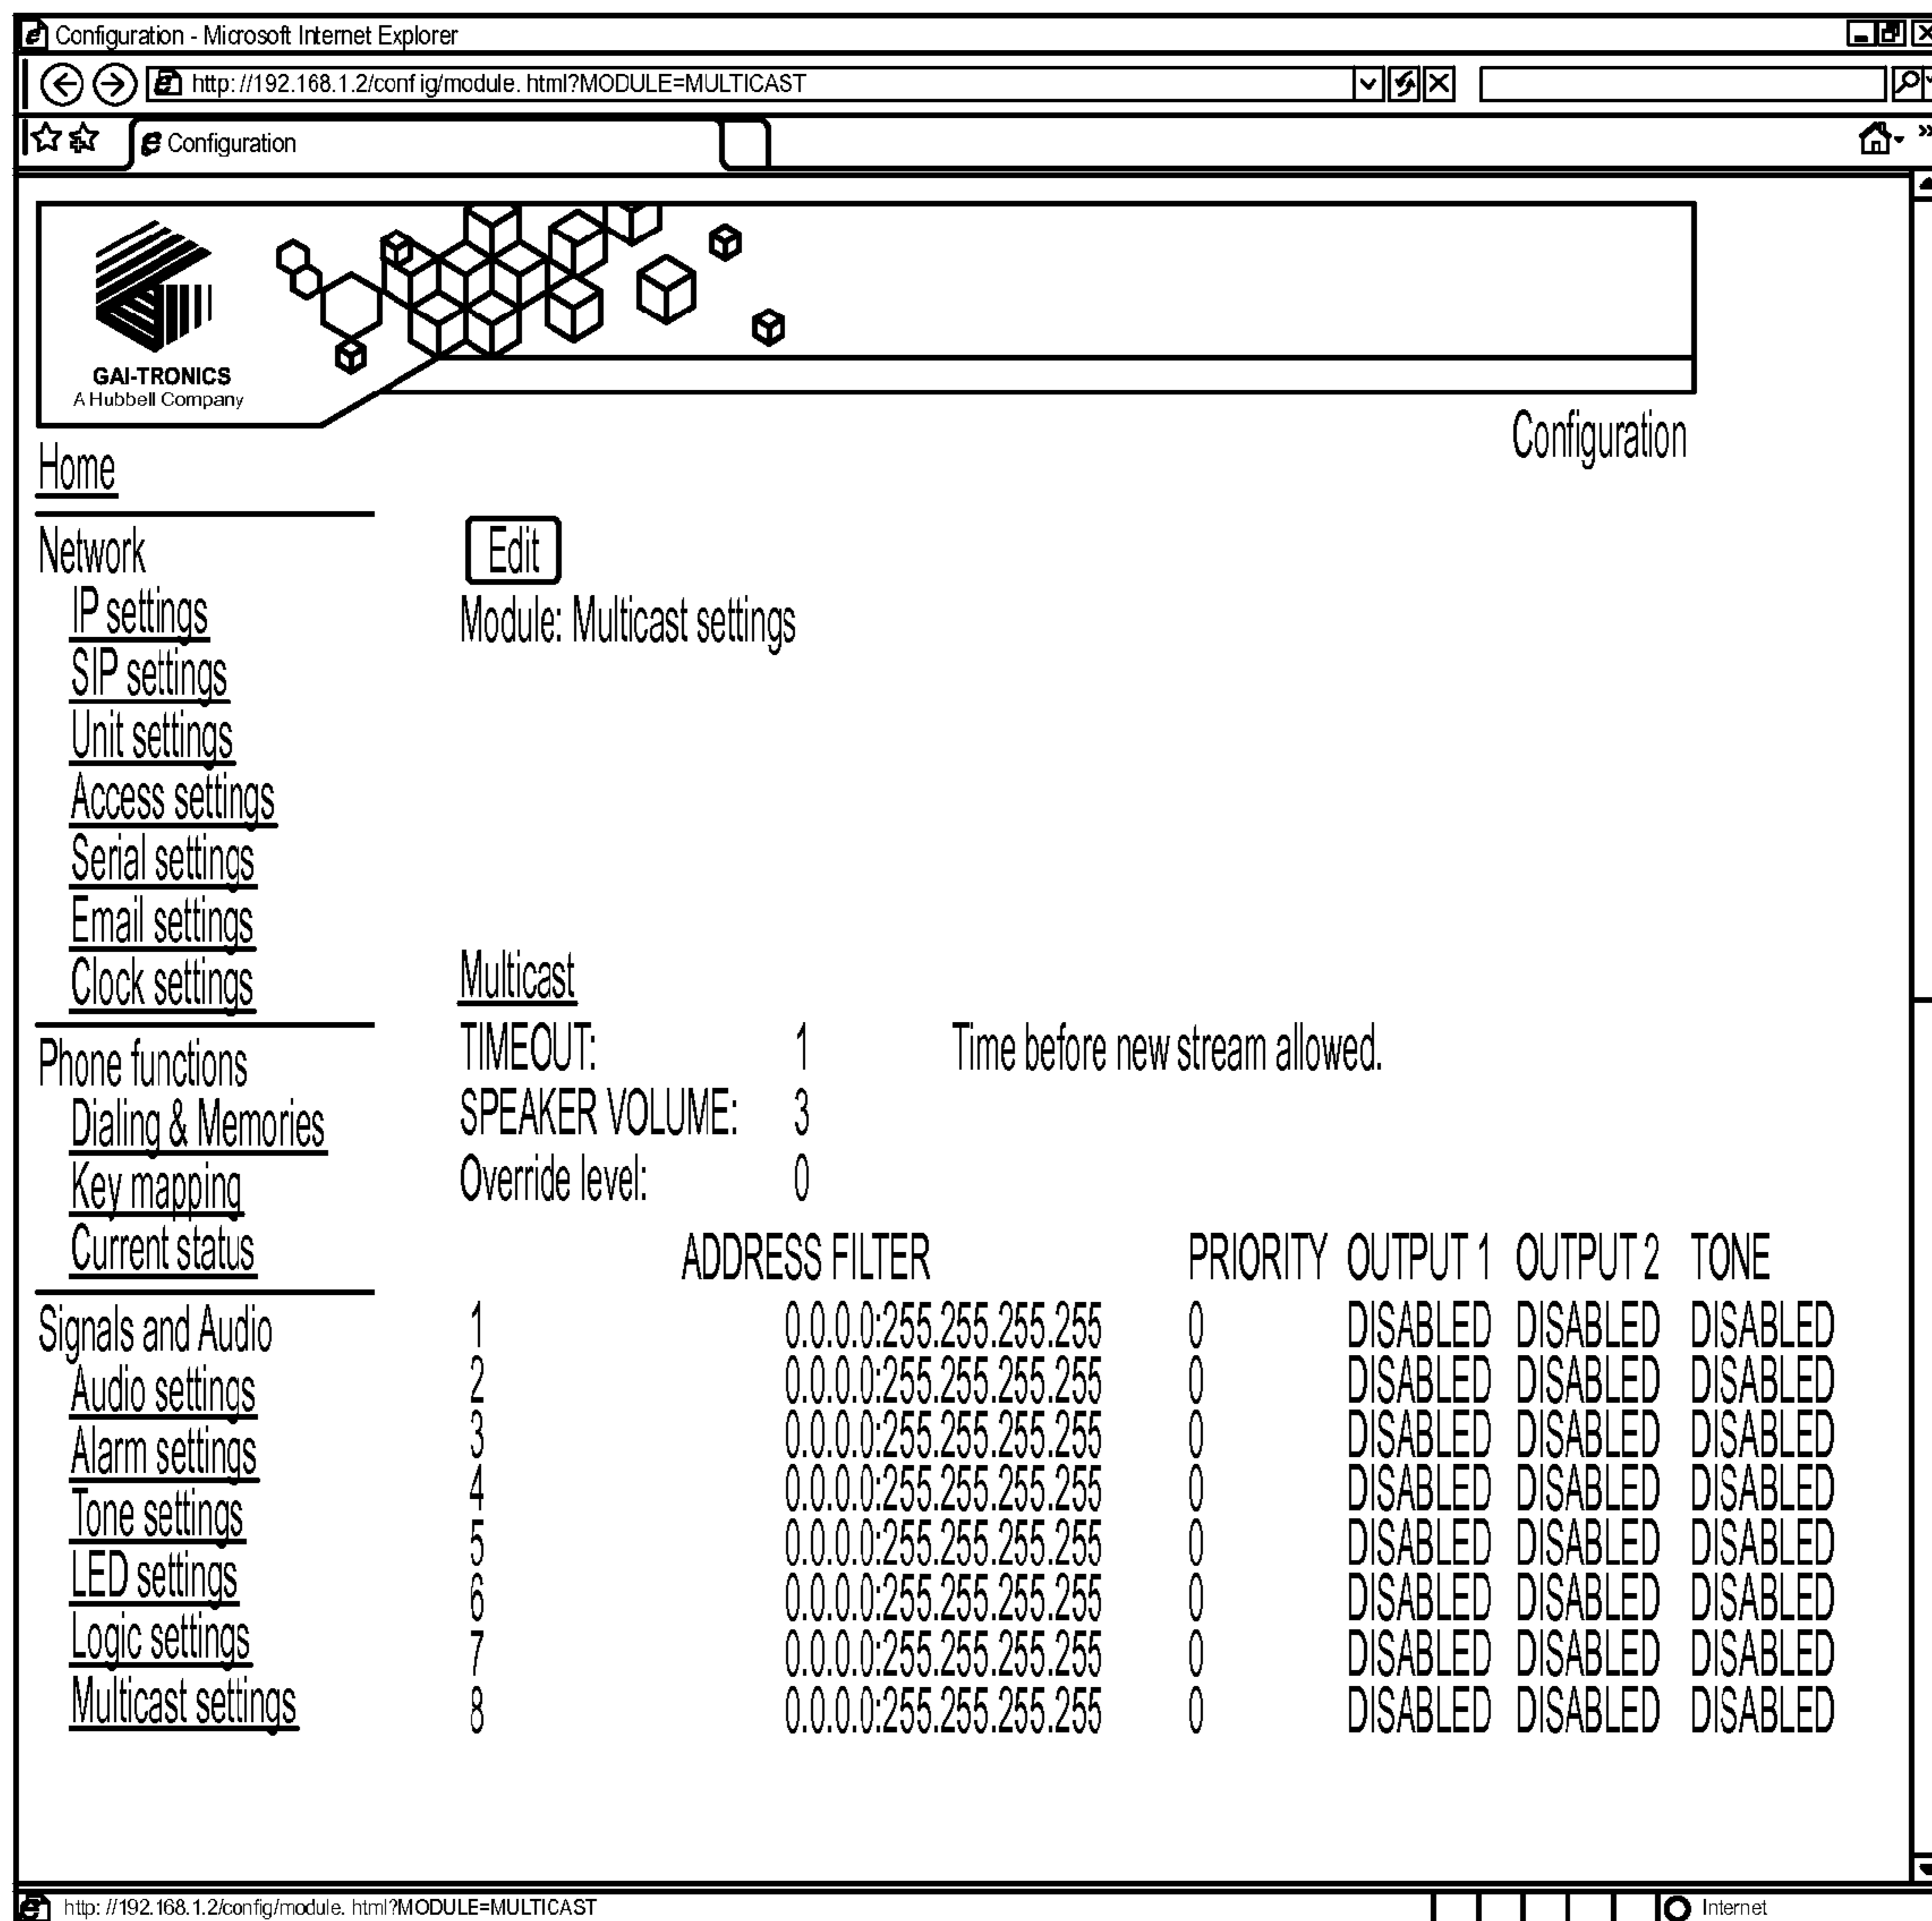 Configuration - Microsoft Internet Explorer
http: //192.168.1.2/config/module. html?MODULE=MULTICAST
Configuration
GAI-TRONICS
A Hubbell Company
Configuration
Home
Network
IP settings
SIP settings
Unit settings
Access settings
Serial settings
Email settings
Clock settings
Phone functions
Dialing & Memories
Key mapping
Current status
Signals and Audio
Audio settings
Alarm settings
Tone settings
LED settings
Logic settings
Multicast settings
Edit
Module: Multicast settings
Multicast
TIMEOUT: 1 Time before new stream allowed.
SPEAKER VOLUME: 3
Override level: 0
ADDRESS FILTER PRIORITY OUTPUT 1 OUTPUT 2 TONE
1 0.0.0.0:255.255.255.255 0 DISABLED DISABLED DISABLED
2 0.0.0.0:255.255.255.255 0 DISABLED DISABLED DISABLED
3 0.0.0.0:255.255.255.255 0 DISABLED DISABLED DISABLED
4 0.0.0.0:255.255.255.255 0 DISABLED DISABLED DISABLED
5 0.0.0.0:255.255.255.255 0 DISABLED DISABLED DISABLED
6 0.0.0.0:255.255.255.255 0 DISABLED DISABLED DISABLED
7 0.0.0.0:255.255.255.255 0 DISABLED DISABLED DISABLED
8 0.0.0.0:255.255.255.255 0 DISABLED DISABLED DISABLED
http: //192.168.1.2/config/module. html?MODULE=MULTICAST
Internet